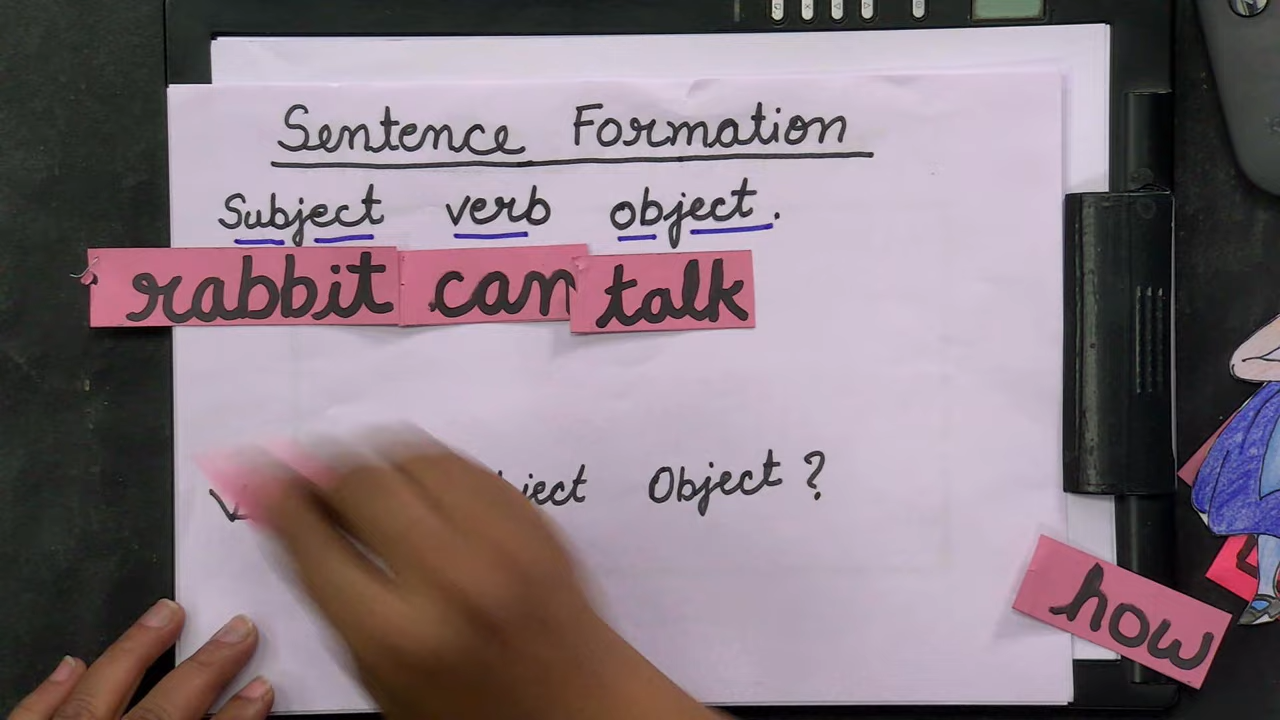 Sentence Formation
Subject verb object.
rabbit can talk
Object ?
how